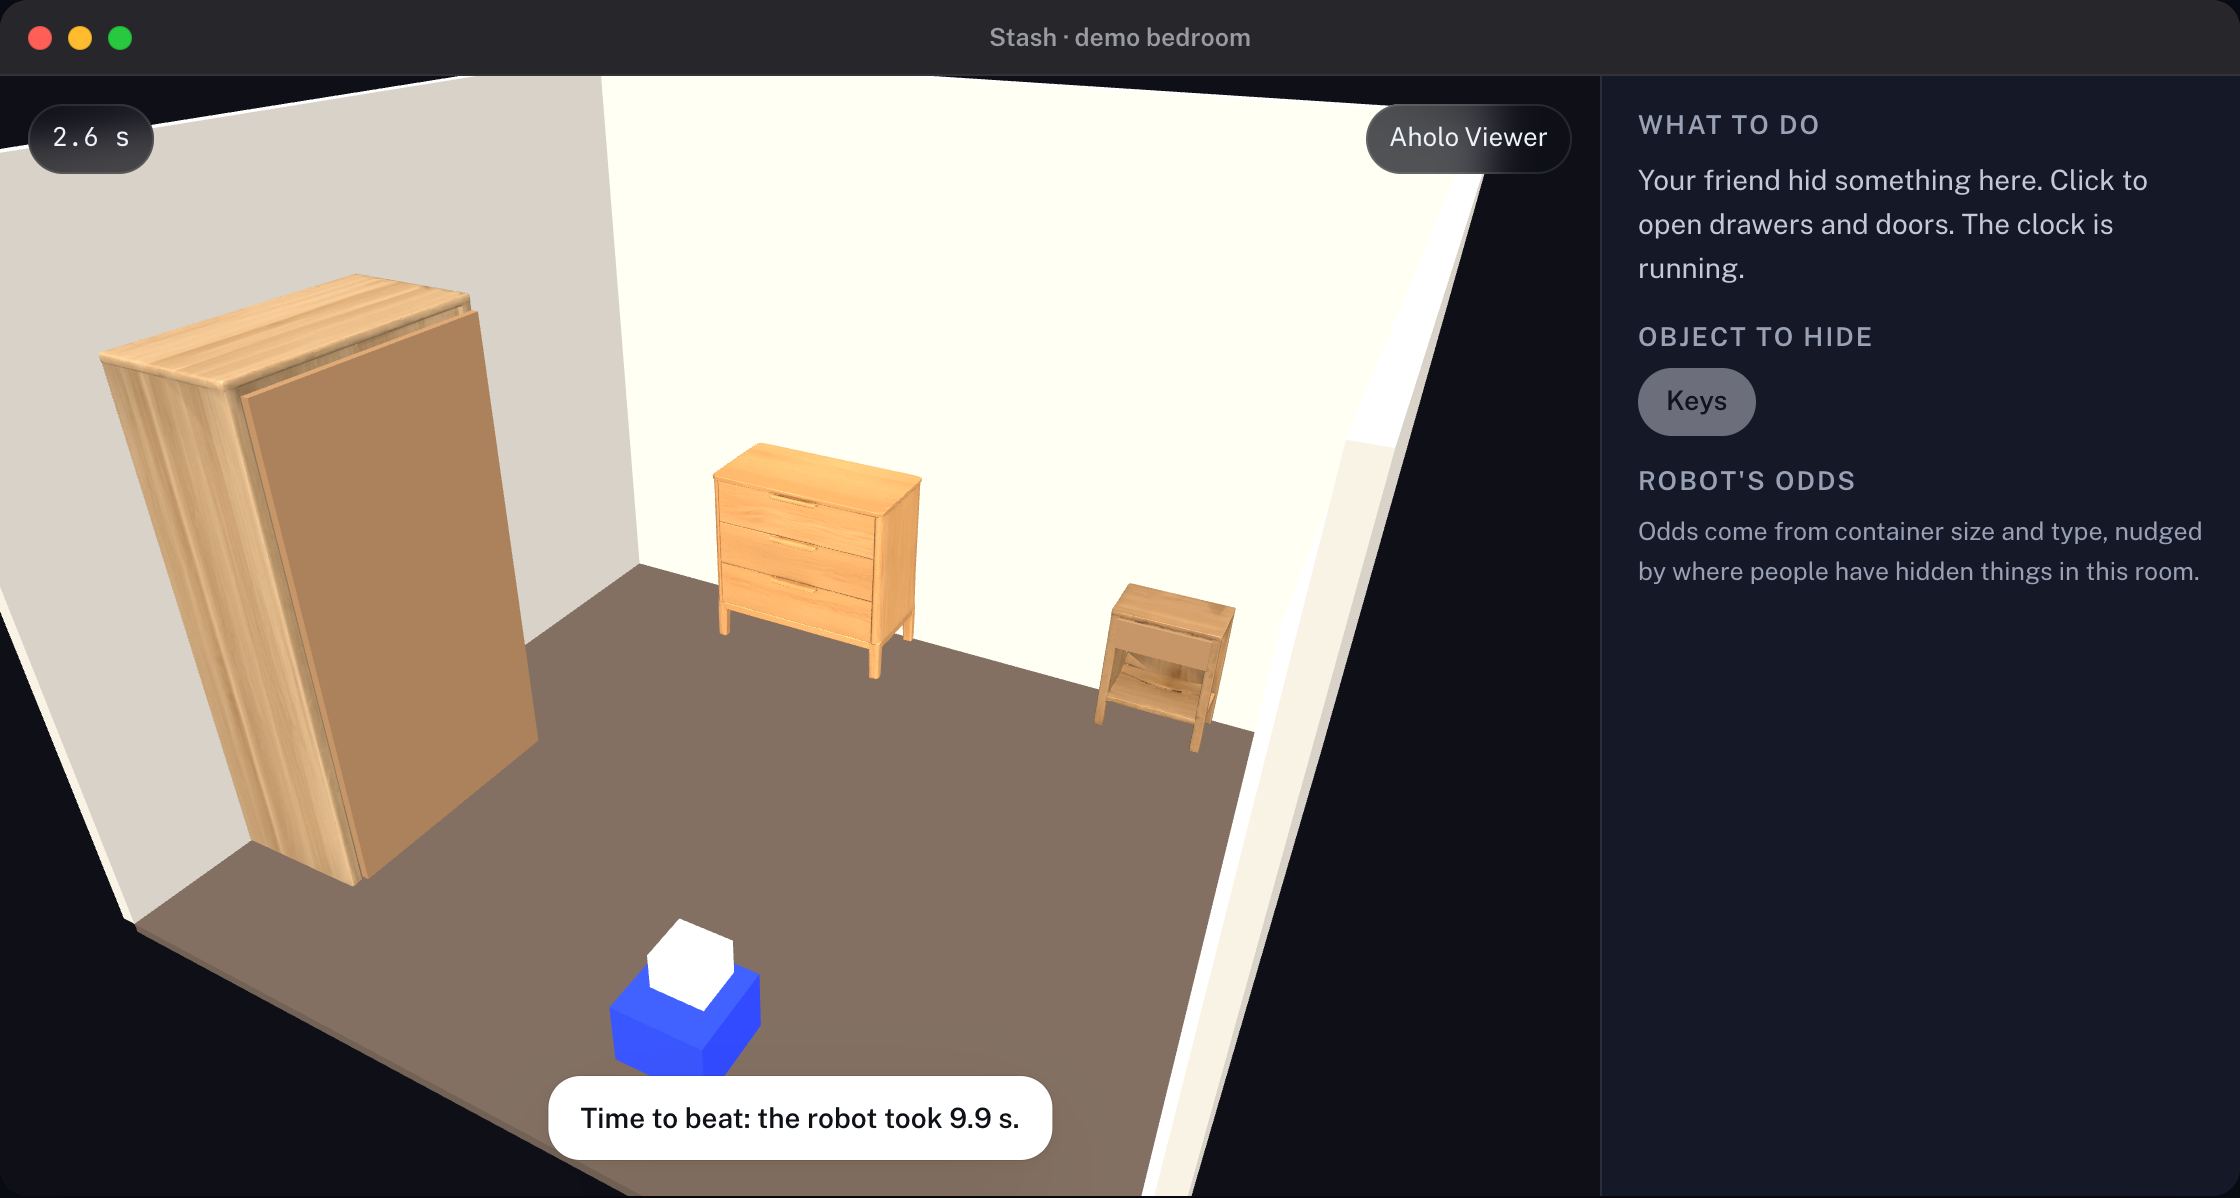 Stash · demo bedroom
2.6 s
Aholo Viewer
WHAT TO DO
Your friend hid something here. Click to
open drawers and doors. The clock is
running.
OBJECT TO HIDE
Keys
ROBOT'S ODDS
Odds come from container size and type, nudged
by where people have hidden things in this room.
Time to beat: the robot took 9.9 s.